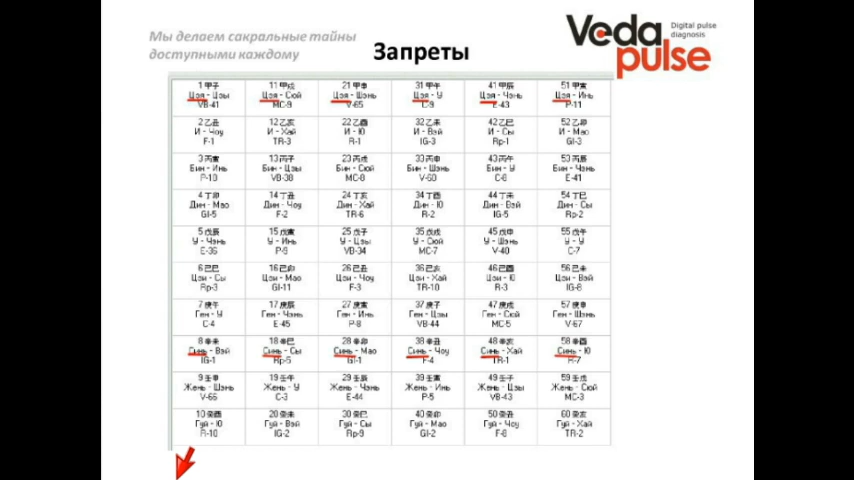 Мы делаем сакральные тайны
доступными каждому
Запреты
Veda pulse
Digital pulse
diagnosis
1 甲子 11 甲戌 21 甲申 31 甲午 41 甲辰 51 甲寅
Цзя - Цзы Цзя - Сюй Цзя - Шэнь Цзя - У Цзя - Чэнь Цзя - Инь
VB-41 MC-9 V-65 C-9 E-43 P-11
2 乙丑 12 乙亥 22 乙酉 32 乙未 42 乙巳 52 乙卯
И - Чоу И - Хай И - Ю И - Вэй И - Сы И - Мао
F-1 TR-3 R-1 IG-3 Rp-1 GI-3
3 丙寅 13 丙子 23 丙戌 33 丙申 43 丙午 53 丙辰
Бин - Инь Бин - Цзы Бин - Сюй Бин - Шэнь Бин - У Бин - Чэнь
P-10 VB-38 MC-8 V-60 C-8 E-41
4 丁卯 14 丁丑 24 丁亥 34 丁酉 44 丁未 54 丁巳
Дин - Мао Дин - Чоу Дин - Хай Дин - Ю Дин - Вэй Дин - Сы
GI-5 F-2 TR-6 R-2 IG-5 Rp-2
5 戊辰 15 戊寅 25 戊子 35 戊戌 45 戊申 55 戊午
У - Чэнь У - Инь У - Цзы У - Сюй У - Шэнь У - У
E-36 P-9 VB-34 MC-7 V-40 C-7
6 己巳 16 己卯 26 己丑 36 己亥 46 己酉 56 己未
Цзи - Сы Цзи - Мао Цзи - Чоу Цзи - Хай Цзи - Ю Цзи - Вэй
Rp-3 GI-11 F-3 TR-10 R-3 IG-8
7 庚午 17 庚辰 27 庚寅 37 庚子 47 庚戌 57 庚申
Ген - У Ген - Чэнь Ген - Инь Ген - Цзы Ген - Сюй Ген - Шэнь
C-4 E-45 P-8 VB-44 MC-5 V-67
8 辛未 18 辛巳 28 辛卯 38 辛丑 48 辛亥 58 辛酉
Синь - Вэй Синь - Сы Синь - Мао Синь - Чоу Синь - Хай Синь - Ю
IG-1 Rp-5 GI-1 F-4 TR-1 R-7
9 壬申 19 壬午 29 壬辰 39 壬寅 49 壬子 59 壬戌
Жень - Шэнь Жень - У Жень - Чэнь Жень - Инь Жень - Цзы Жень - Сюй
V-66 C-3 E-44 P-5 VB-43 MC-3
10 癸酉 20 癸未 30 癸巳 40 癸卯 50 癸丑 60 癸亥
Гуй - Ю Гуй - Вэй Гуй - Сы Гуй - Мао Гуй - Чоу Гуй - Хай
R-10 IG-2 Rp-9 GI-2 F-8 TR-2